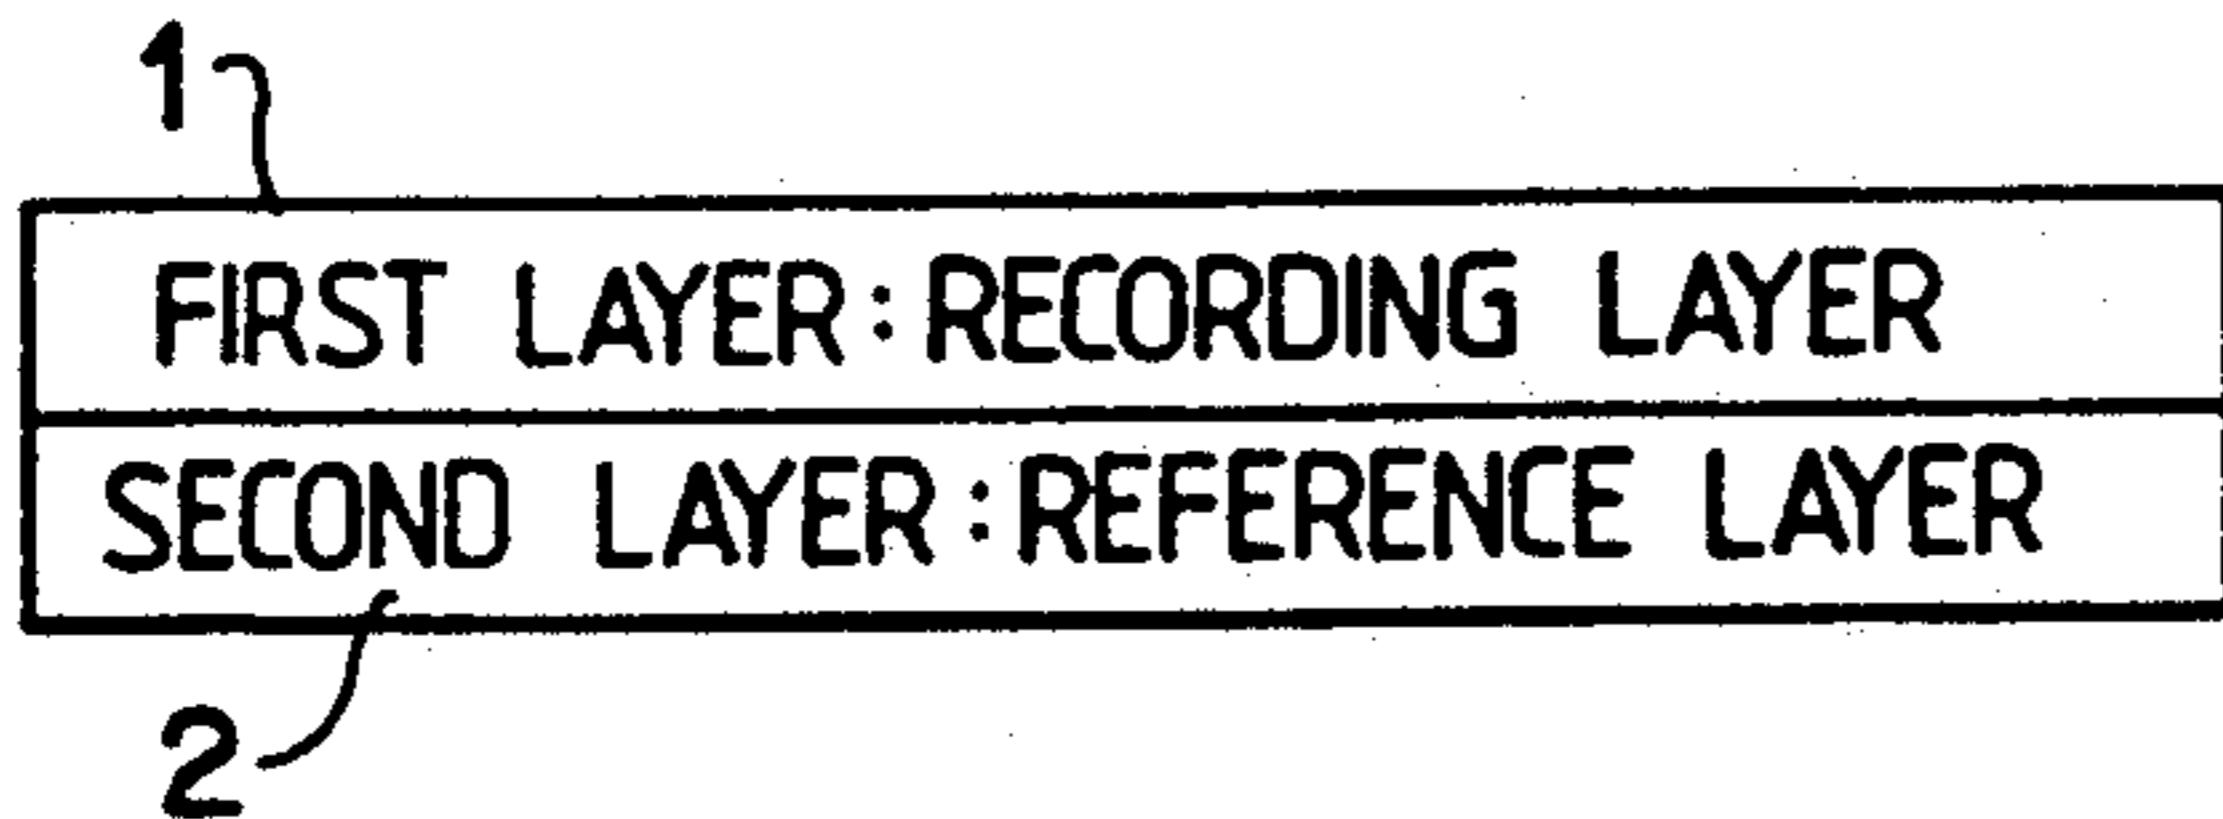 1
FIRST LAYER: RECORDING LAYER
SECOND LAYER: REFERENCE LAYER
2